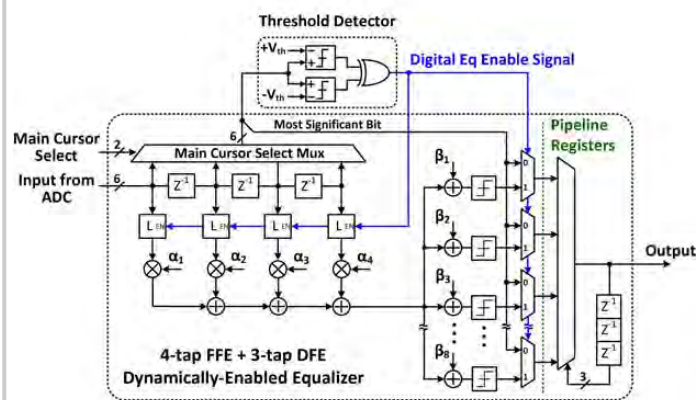 Threshold Detector
+Vth
-Vth
Digital Eq Enable Signal
Most Significant Bit
6
Main Cursor
Select
2
Main Cursor Select Mux
Pipeline
Registers
Input from
ADC
6
Z-1
Z-1
Z-1
L EN
L EN
L EN
L EN
α1
α2
α3
α4
β1
0
1
β2
0
1
β3
0
1
β8
0
1
Output
Z-1
Z-1
Z-1
3
4-tap FFE + 3-tap DFE
Dynamically-Enabled Equalizer